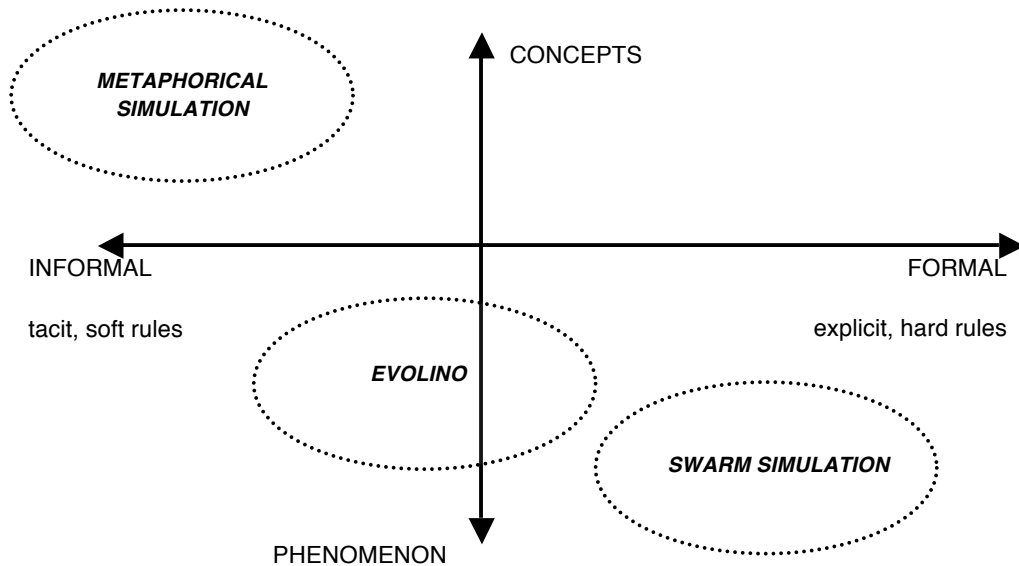 CONCEPTS
METAPHORICAL
SIMULATION
INFORMAL
FORMAL
tacit, soft rules
explicit, hard rules
EVOLINO
SWARM SIMULATION
PHENOMENON